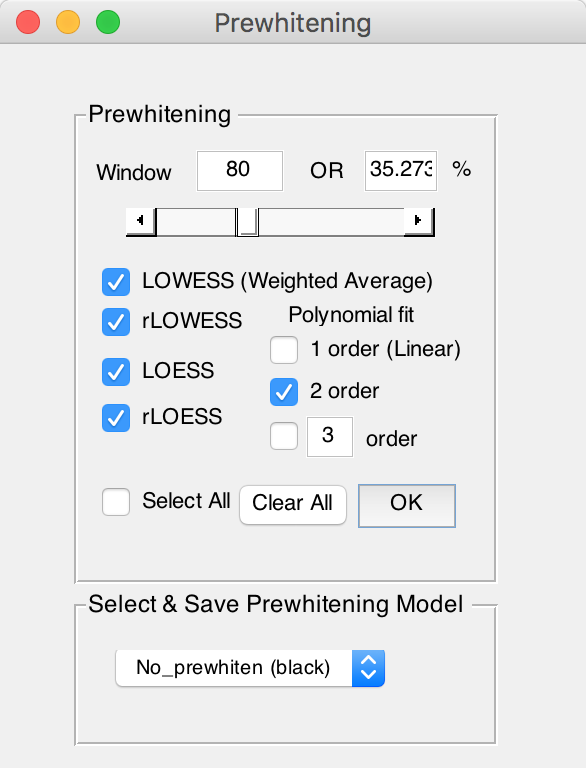 Prewhitening
Prewhitening
Window 80 OR 35.273 %
LOWESS (Weighted Average)
rLOWESS
Polynomial fit
1 order (Linear)
LOESS
2 order
rLOESS
3 order
Select All Clear All OK
Select & Save Prewhitening Model
No_prewhiten (black)